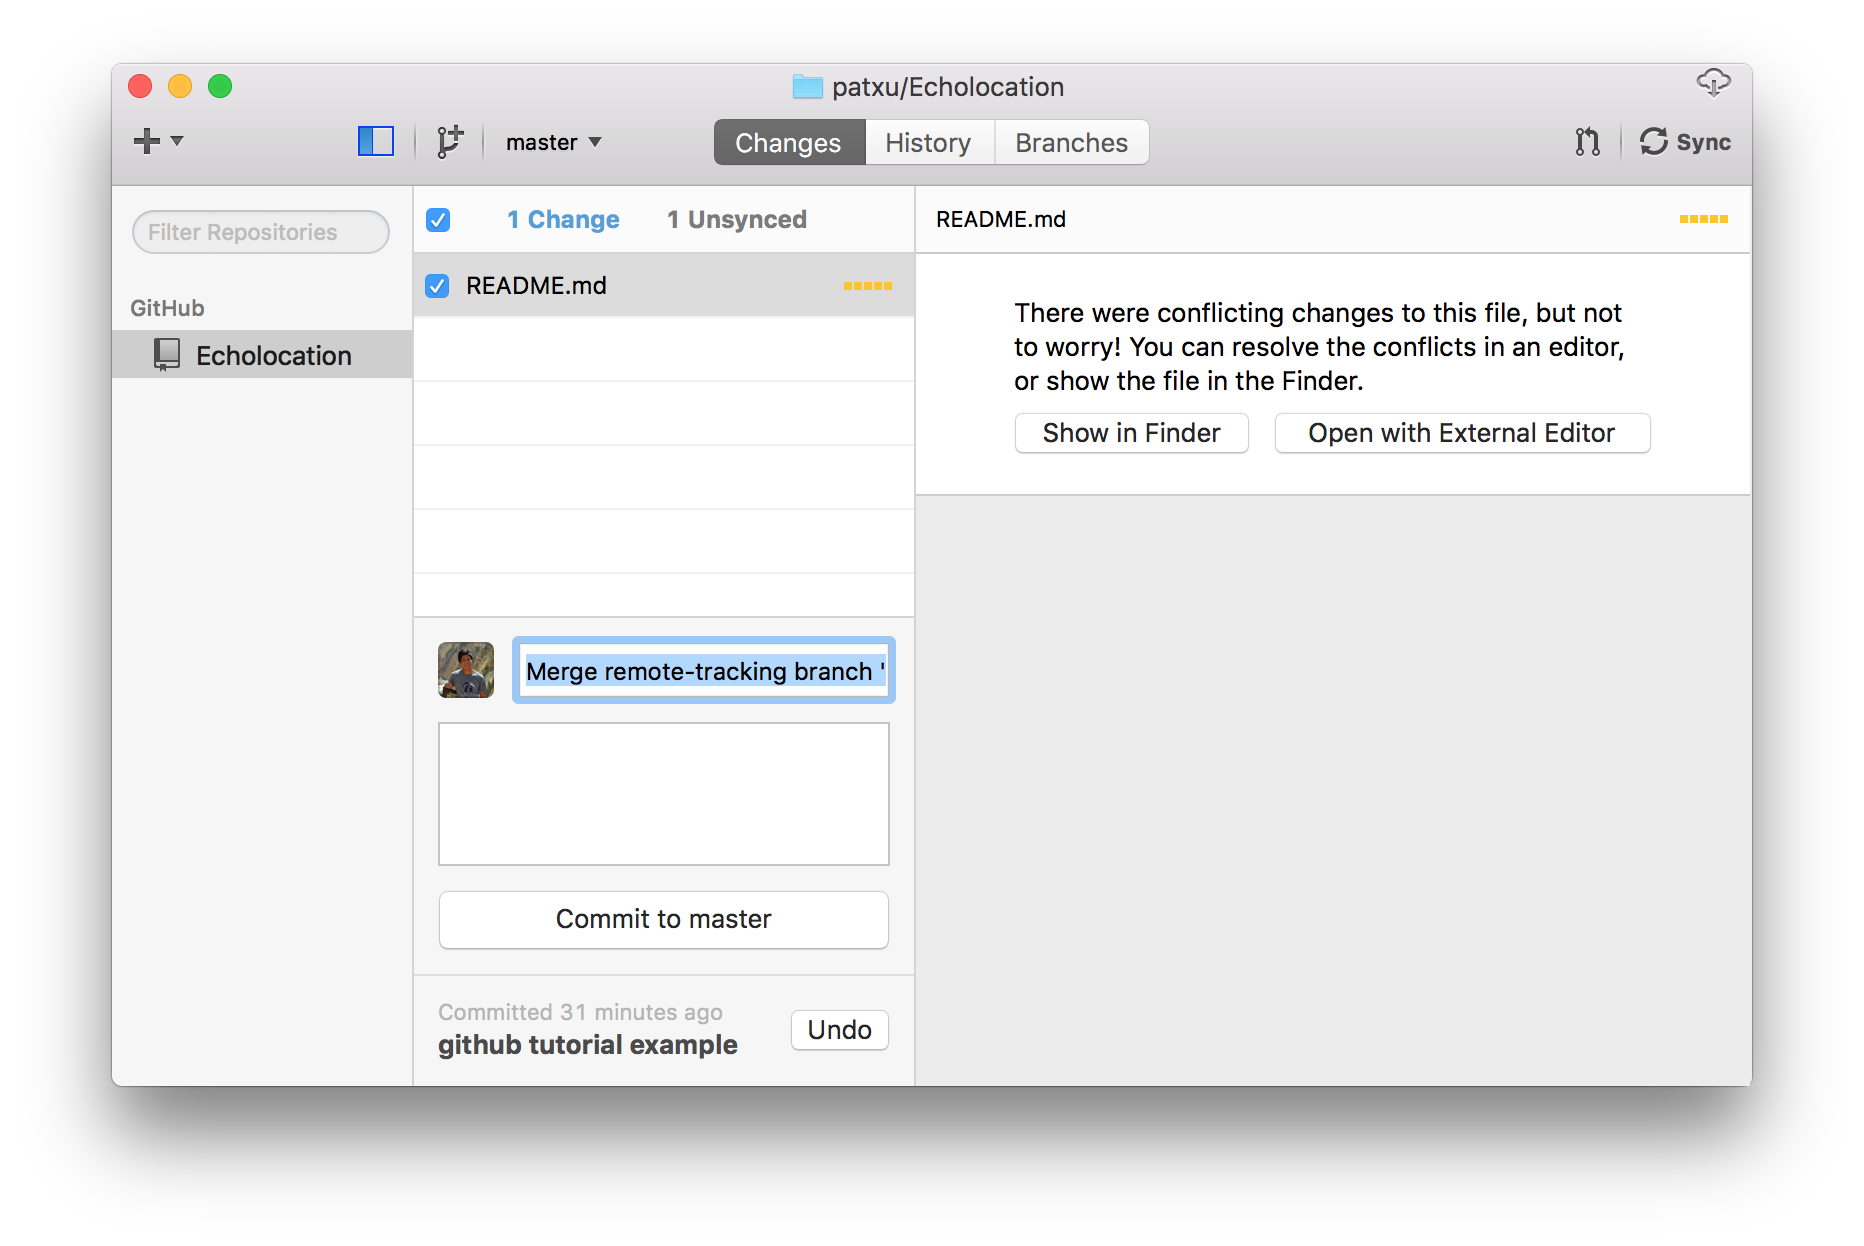 patxu/Echolocation
master
Changes
History
Branches
Sync
Filter Repositories
GitHub
Echolocation
1 Change
1 Unsynced
README.md
Merge remote-tracking branch '
Commit to master
Committed 31 minutes ago
github tutorial example
Undo
README.md
There were conflicting changes to this file, but not
to worry! You can resolve the conflicts in an editor,
or show the file in the Finder.
Show in Finder
Open with External Editor